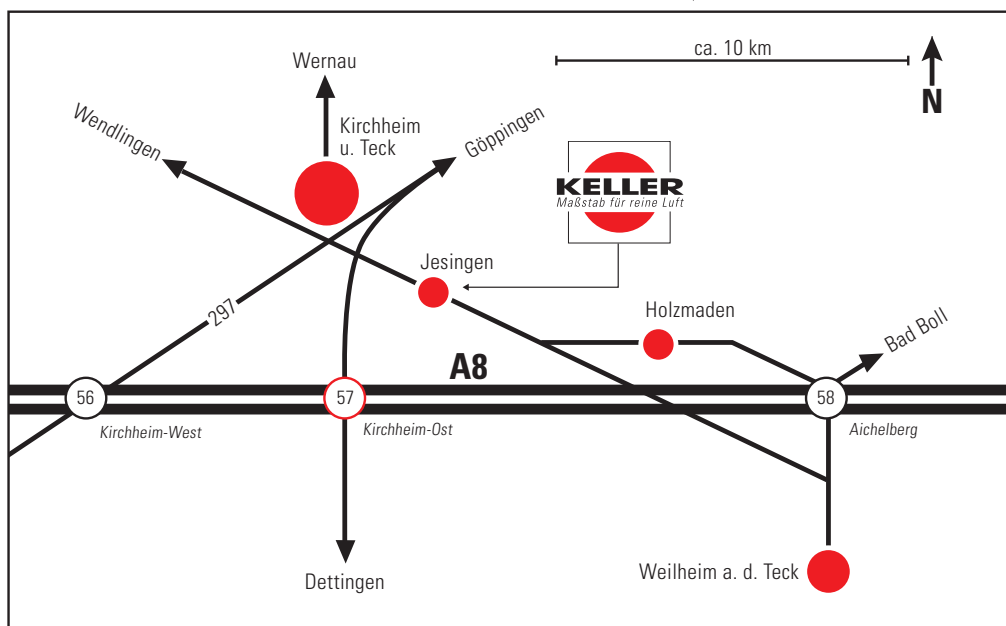 ca. 10 km
N
Wernau
Wendlingen
Kirchheim
u. Teck
Göppingen
KELLER
Maßstab für reine Luft
Jesingen
Holzmaden
297
Bad Boll
A8
56
57
58
Kirchheim-West
Kirchheim-Ost
Aichelberg
Dettingen
Weilheim a. d. Teck